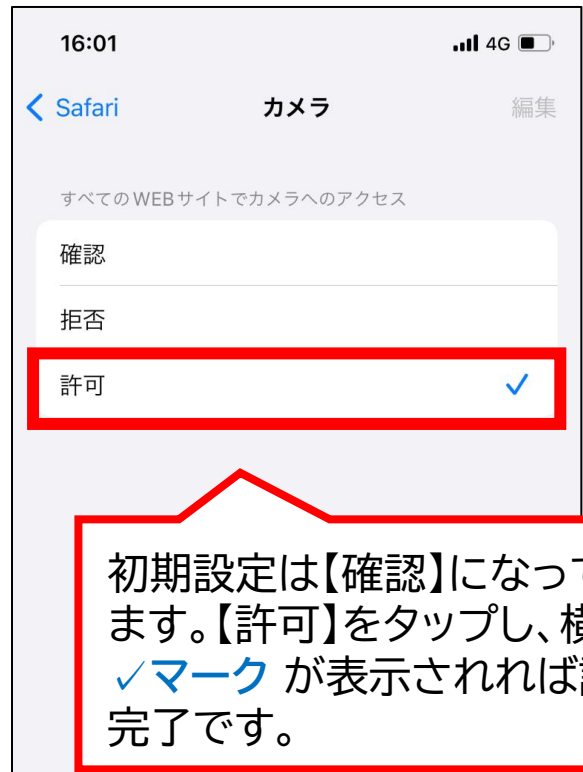 16:01 4G
Safari カメラ 編集
すべてのWEBサイトでカメラへのアクセス
確認
拒否
許可 ✓
初期設定は【確認】になって
ます。【許可】をタップし、横
✓マーク が表示されれば
完了です。